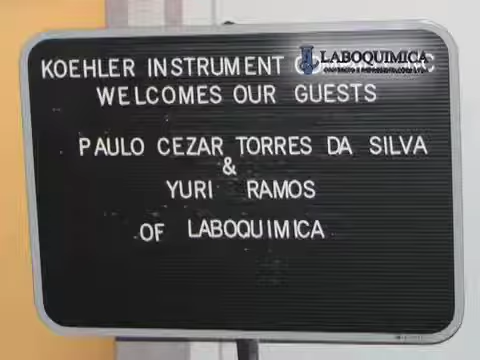 LABOQUIMICA
KOEHLER INSTRUMENT
WELCOMES OUR GUESTS
PAULO CEZAR TORRES DA SILVA
&
YURI RAMOS
OF LABOQUIMICA